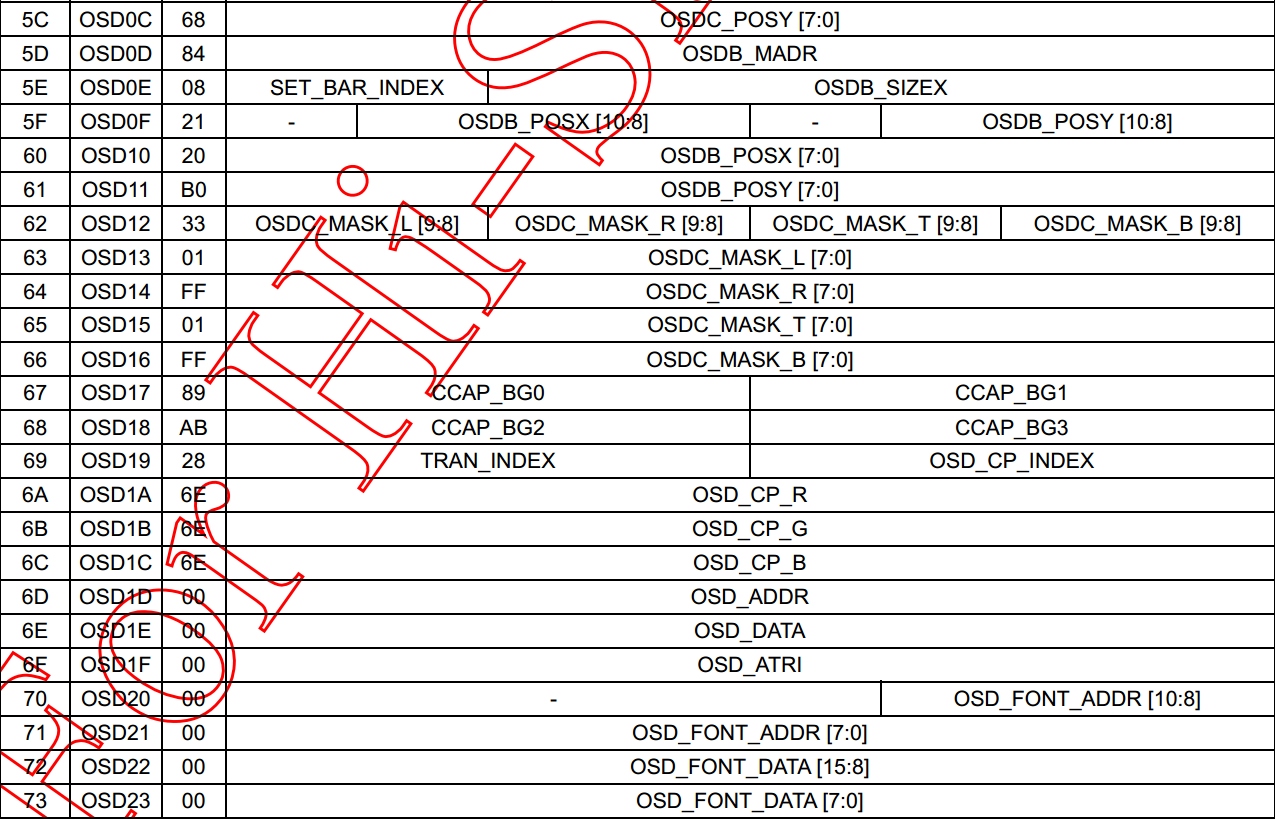 5C OSD0C 68 OSDC_POSY [7:0]
5D OSD0D 84 OSDB_MADR
5E OSD0E 08 SET_BAR_INDEX OSDB_SIZEX
5F OSD0F 21 - OSDB_POSX [10:8] - OSDB_POSY [10:8]
60 OSD10 20 OSDB_POSX [7:0]
61 OSD11 B0 OSDB_POSY [7:0]
62 OSD12 33 OSDC_MASK_L [9:8] OSDC_MASK_R [9:8] OSDC_MASK_T [9:8] OSDC_MASK_B [9:8]
63 OSD13 01 OSDC_MASK_L [7:0]
64 OSD14 FF OSDC_MASK_R [7:0]
65 OSD15 01 OSDC_MASK_T [7:0]
66 OSD16 FF OSDC_MASK_B [7:0]
67 OSD17 89 CCAP_BG0 CCAP_BG1
68 OSD18 AB CCAP_BG2 CCAP_BG3
69 OSD19 28 TRAN_INDEX OSD_CP_INDEX
6A OSD1A 6E OSD_CP_R
6B OSD1B 6E OSD_CP_G
6C OSD1C 6E OSD_CP_B
6D OSD1D 00 OSD_ADDR
6E OSD1E 00 OSD_DATA
6F OSD1F 00 OSD_ATRI
70 OSD20 00 - OSD_FONT_ADDR [10:8]
71 OSD21 00 OSD_FONT_ADDR [7:0]
72 OSD22 00 OSD_FONT_DATA [15:8]
73 OSD23 00 OSD_FONT_DATA [7:0]
For Hi-S